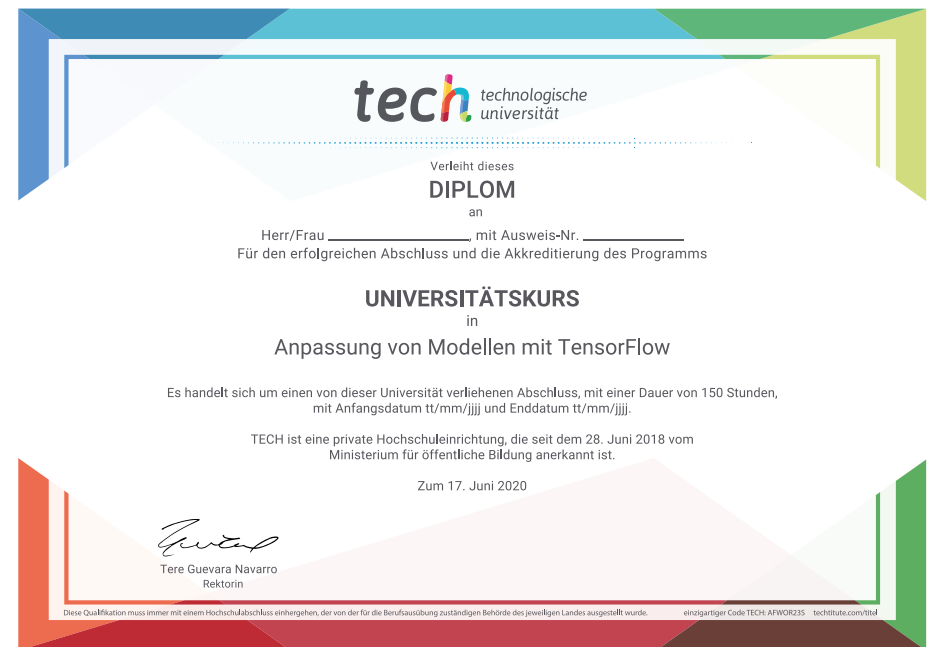 tech technologische
universität
Verleiht dieses
DIPLOM
an
Herr/Frau ____________________, mit Ausweis-Nr. ______________
Für den erfolgreichen Abschluss und die Akkreditierung des Programms
UNIVERSITÄTSKURS
in
Anpassung von Modellen mit TensorFlow
Es handelt sich um einen von dieser Universität verliehenen Abschluss, mit einer Dauer von 150 Stunden,
mit Anfangsdatum tt/mm/jjjj und Enddatum tt/mm/jjjj.
TECH ist eine private Hochschuleinrichtung, die seit dem 28. Juni 2018 vom
Ministerium für öffentliche Bildung anerkannt ist.
Zum 17. Juni 2020
Tere Guevara Navarro
Rektorin
Diese Qualifikation muss immer mit einem Hochschulabschluss einhergehen, der von der für die Berufsausübung zuständigen Behörde des jeweiligen Landes ausgestellt wurde. einzigartiger Code TECH: AFWOR23S techtitute.com/titel